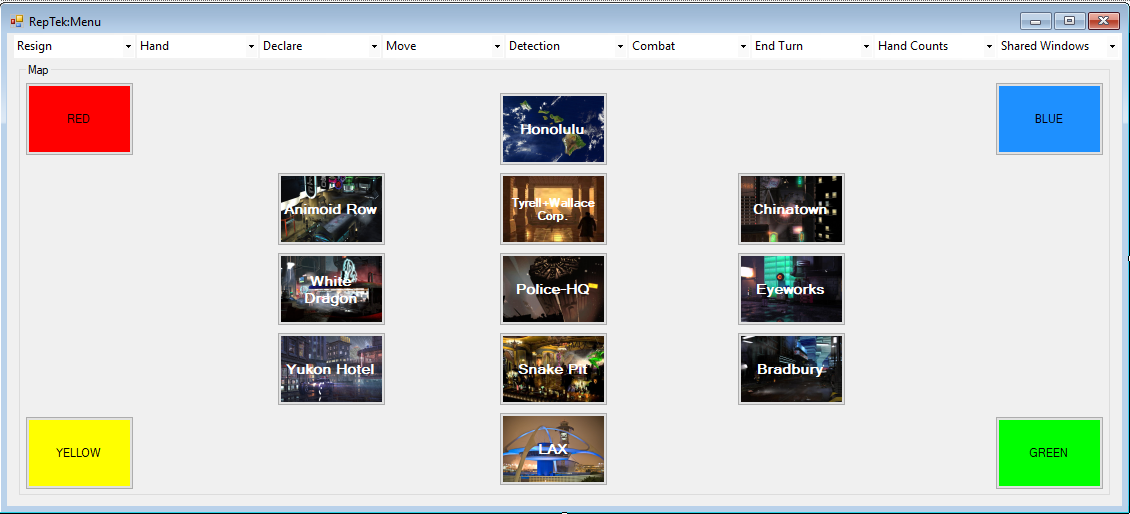 RepTek:Menu
Resign
Hand
Declare
Move
Detection
Combat
End Turn
Hand Counts
Shared Windows
Map
RED
Honolulu
BLUE
Animoid Row
Tyrell+Wallace
Corp.
Chinatown
White
Dragon
Police-HQ
Eyeworks
Yukon Hotel
Snake Pit
Bradbury
YELLOW
LAX
GREEN